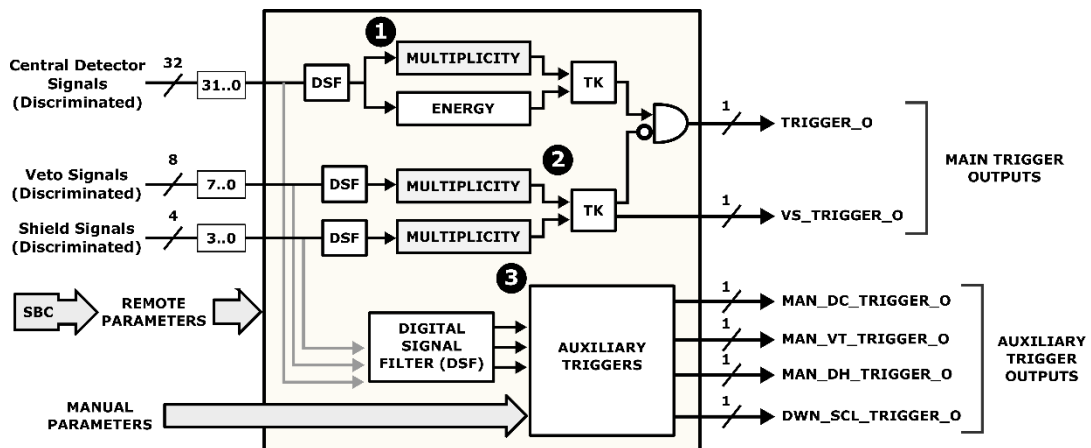 Central Detector
Signals
(Discriminated)
32
31..0
DSF
1
MULTIPLICITY
ENERGY
TK
1
TRIGGER_O
Veto Signals
(Discriminated)
8
7..0
DSF
MULTIPLICITY
2
TK
1
VS_TRIGGER_O
MAIN TRIGGER
OUTPUTS
Shield Signals
(Discriminated)
4
3..0
DSF
MULTIPLICITY
SBC
REMOTE
PARAMETERS
DIGITAL
SIGNAL
FILTER (DSF)
3
AUXILIARY
TRIGGERS
1
MAN_DC_TRIGGER_O
1
MAN_VT_TRIGGER_O
1
MAN_DH_TRIGGER_O
1
DWN_SCL_TRIGGER_O
AUXILIARY
TRIGGER
OUTPUTS
MANUAL
PARAMETERS